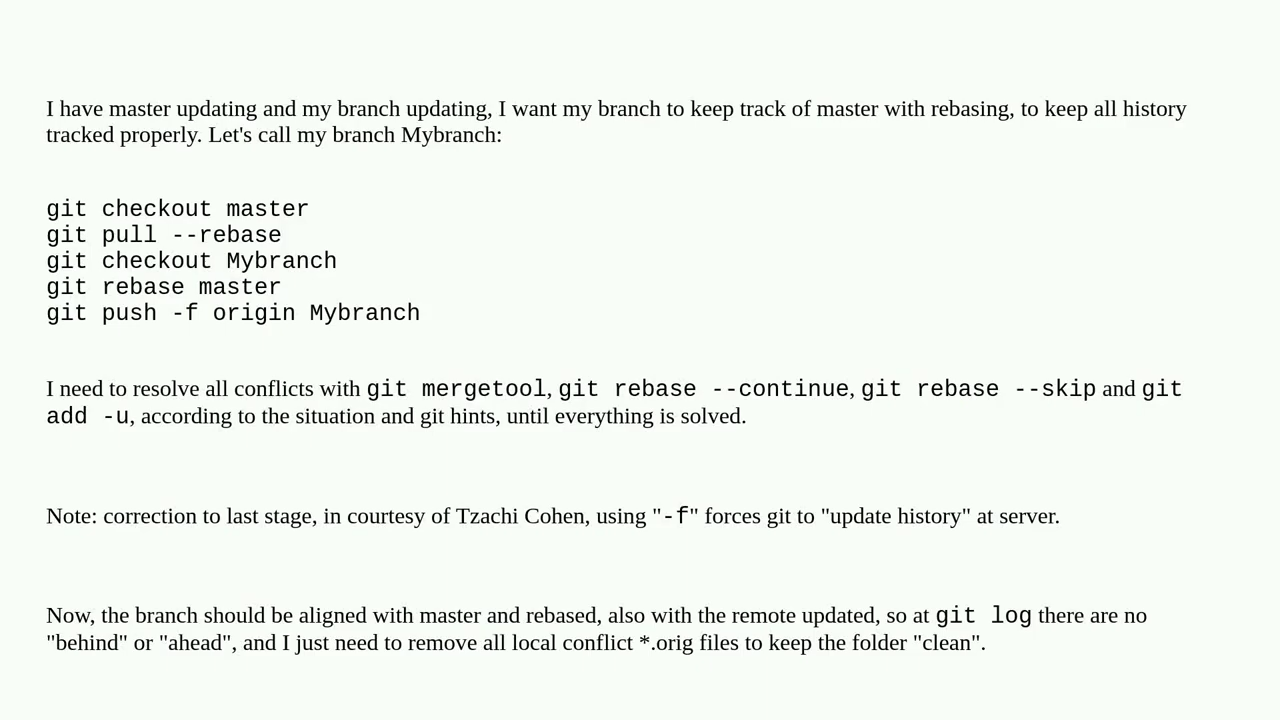 I have master updating and my branch updating, I want my branch to keep track of master with rebasing, to keep all history
tracked properly. Let's call my branch Mybranch:
git checkout master
git pull --rebase
git checkout Mybranch
git rebase master
git push -f origin Mybranch
I need to resolve all conflicts with git mergetool, git rebase --continue, git rebase --skip and git
add -u, according to the situation and git hints, until everything is solved.
Note: correction to last stage, in courtesy of Tzachi Cohen, using "-f" forces git to "update history" at server.
Now, the branch should be aligned with master and rebased, also with the remote updated, so at git log there are no
"behind" or "ahead", and I just need to remove all local conflict *.orig files to keep the folder "clean".